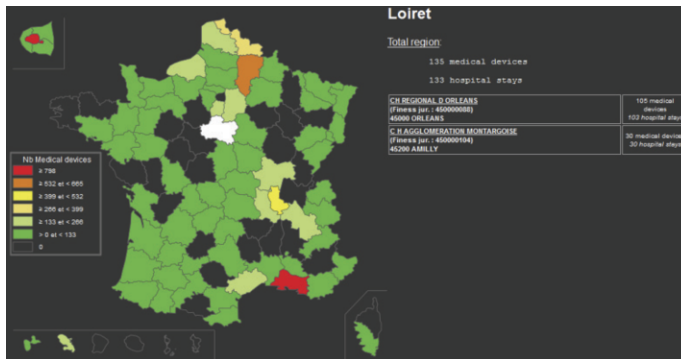 Loiret
Total region:
135 medical devices
133 hospital stays
CH REGIONAL D ORLEANS
(Finess jur. : 450000088)
45000 ORLEANS
105 medical
devices
103 hospital stays
C H AGGLOMERATION MONTARGOISE
(Finess jur. : 450000104)
45200 AMILLY
30 medical devices
30 hospital stays
Nb Medical devices
≥ 798
≥ 532 et < 665
≥ 399 et < 532
≥ 266 et < 399
≥ 133 et < 266
> 0 et < 133
0